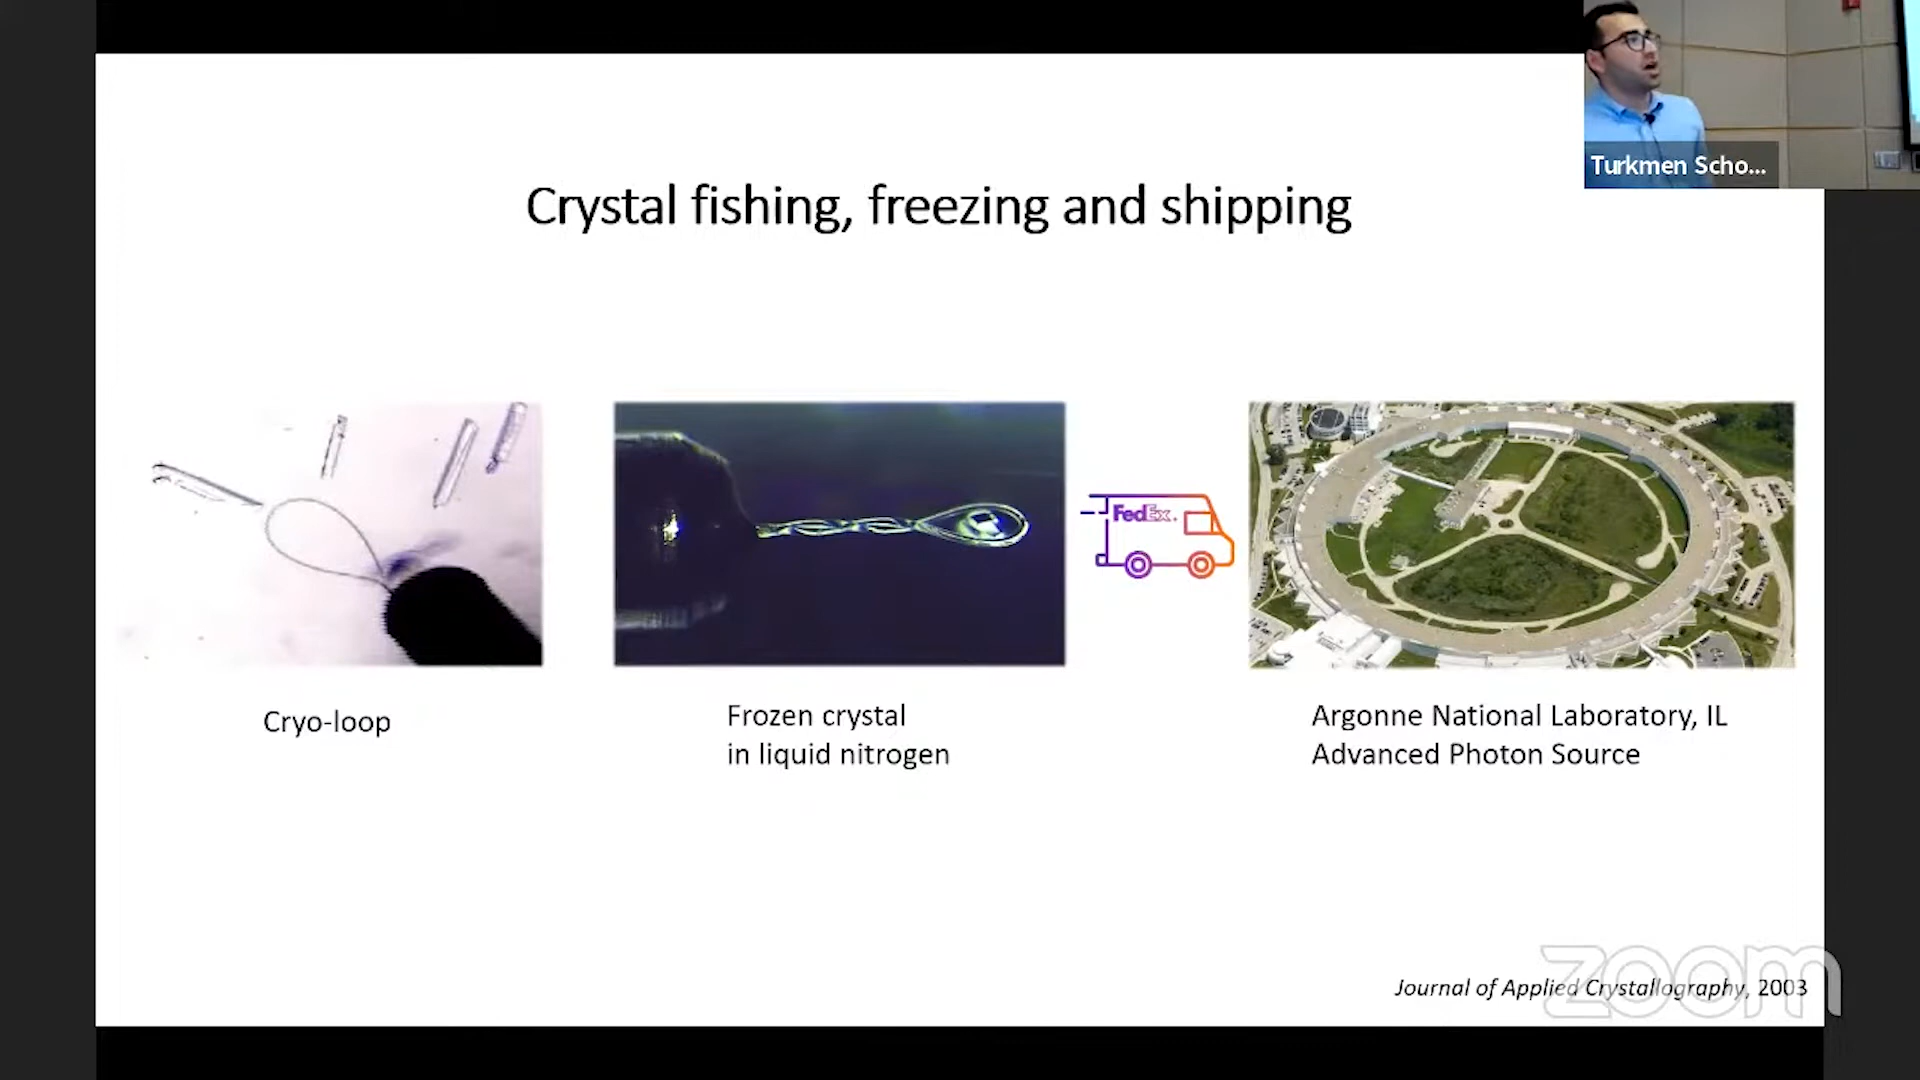 Turkmen Scho...
Crystal fishing, freezing and shipping
FedEx.
Cryo-loop
Frozen crystal
in liquid nitrogen
Argonne National Laboratory, IL
Advanced Photon Source
Journal of Applied Crystallography, 2003
zoom